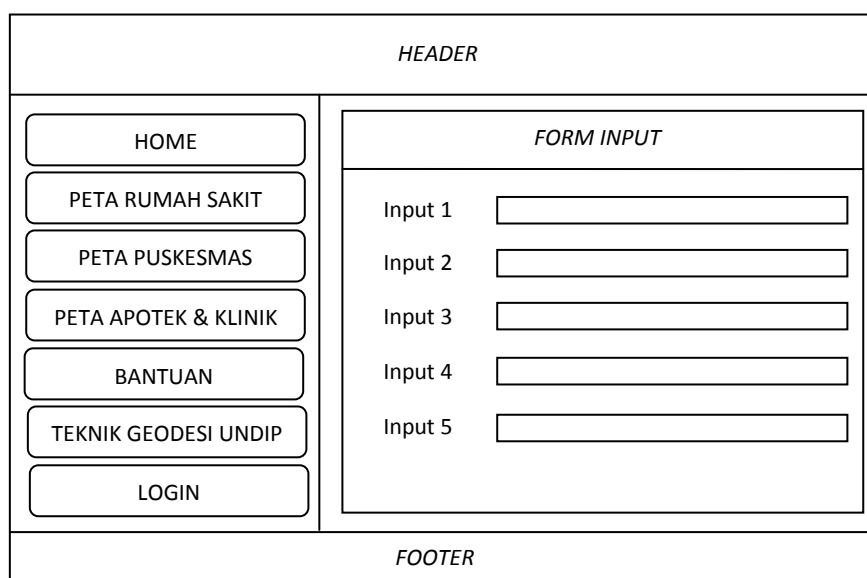 HEADER
HOME
PETA RUMAH SAKIT
PETA PUSKESMAS
PETA APOTEK & KLINIK
BANTUAN
TEKNIK GEODESI UNDIP
LOGIN
FORM INPUT
Input 1
Input 2
Input 3
Input 4
Input 5
FOOTER